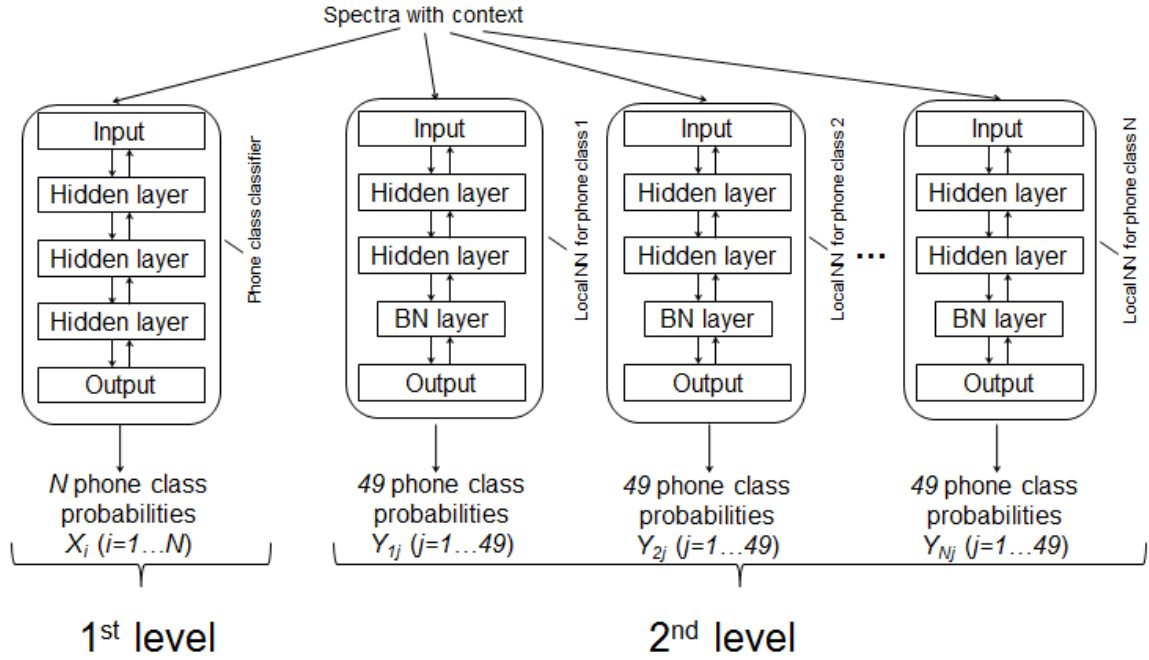 Spectra with context
Input
Hidden layer
Hidden layer
Hidden layer
Output
Phone class classifier
N phone class
probabilities
Xi (i=1...N)
1st level
Input
Hidden layer
Hidden layer
BN layer
Output
Local NN for phone class 1
49 phone class
probabilities
Y1j (j=1...49)
Input
Hidden layer
Hidden layer
BN layer
Output
Local NN for phone class 2
49 phone class
probabilities
Y2j (j=1...49)
...
Input
Hidden layer
Hidden layer
BN layer
Output
Local NN for phone class N
49 phone class
probabilities
YNj (j=1...49)
2nd level